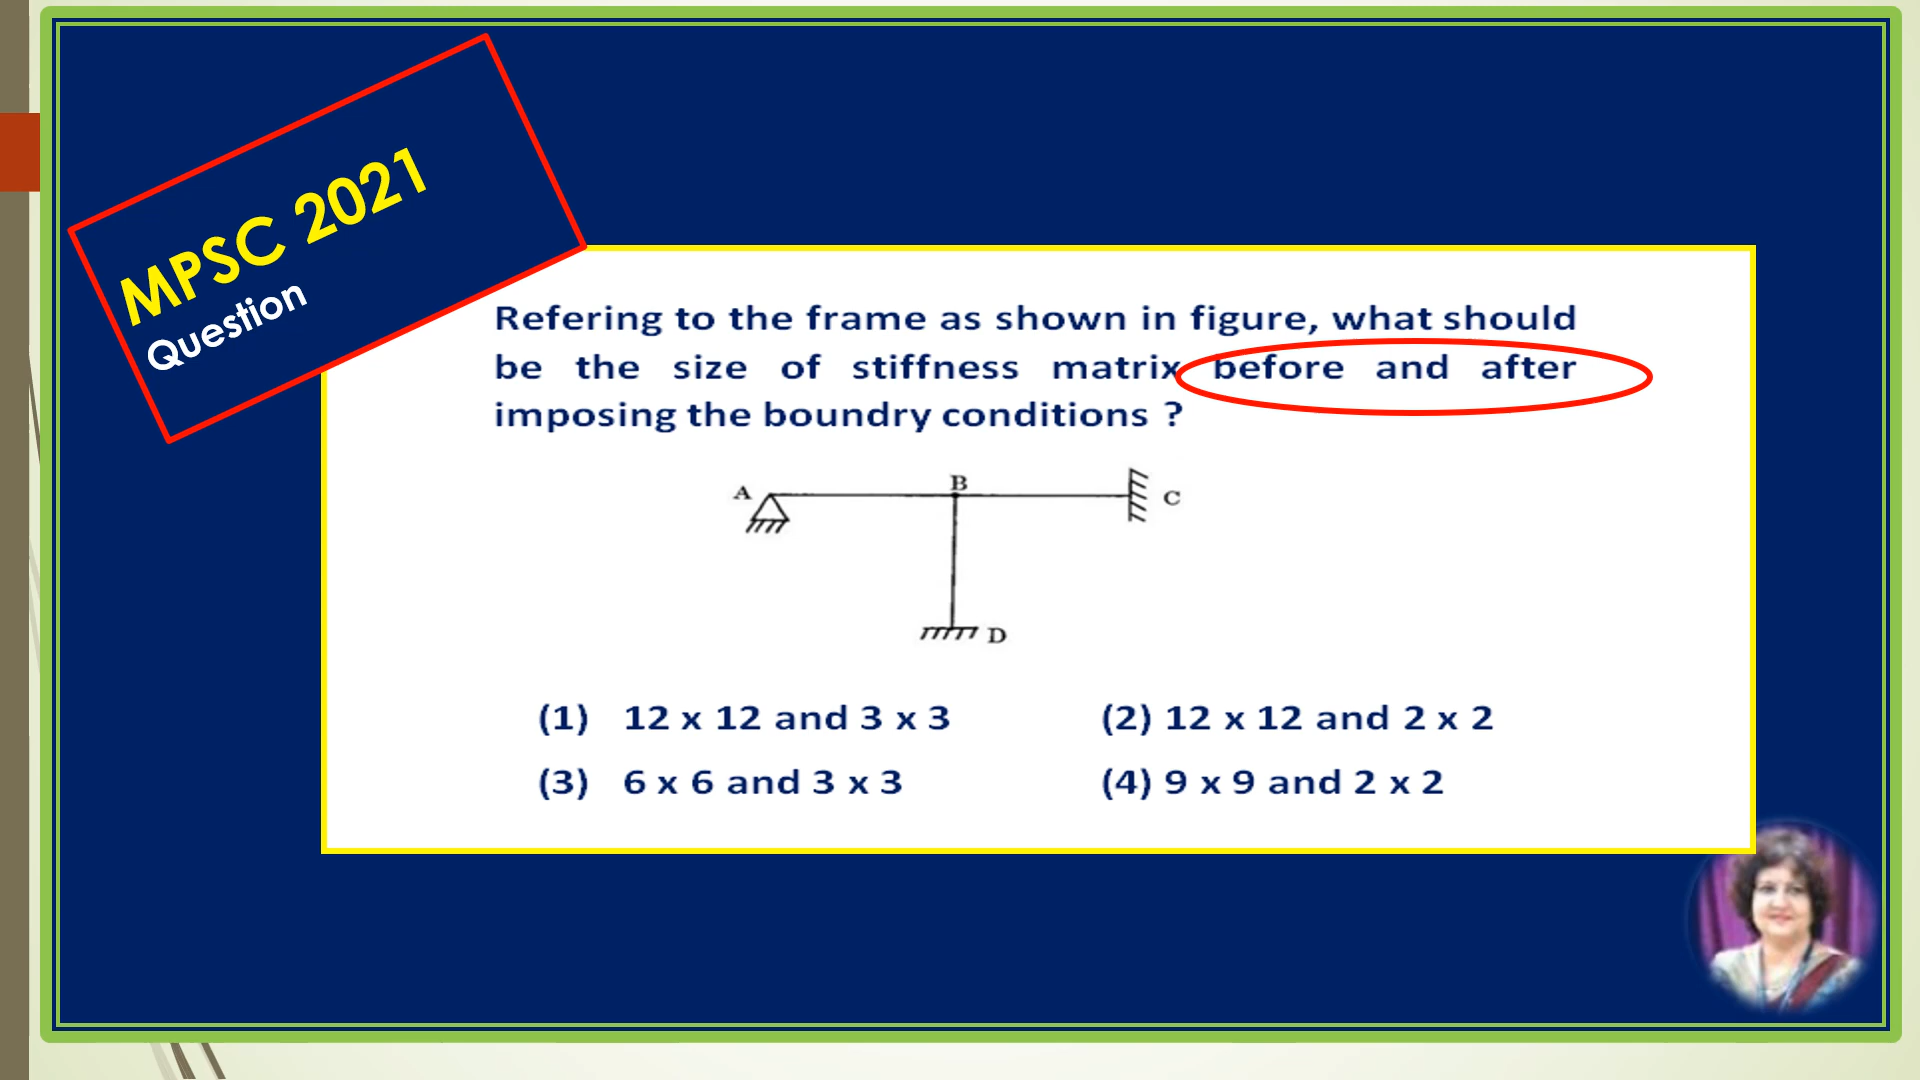 MPSC 2021
Question
Refering to the frame as shown in figure, what should
be the size of stiffness matrix before and after
imposing the boundry conditions ?
A
B
C
D
(1) 12 x 12 and 3 x 3
(2) 12 x 12 and 2 x 2
(3) 6 x 6 and 3 x 3
(4) 9 x 9 and 2 x 2